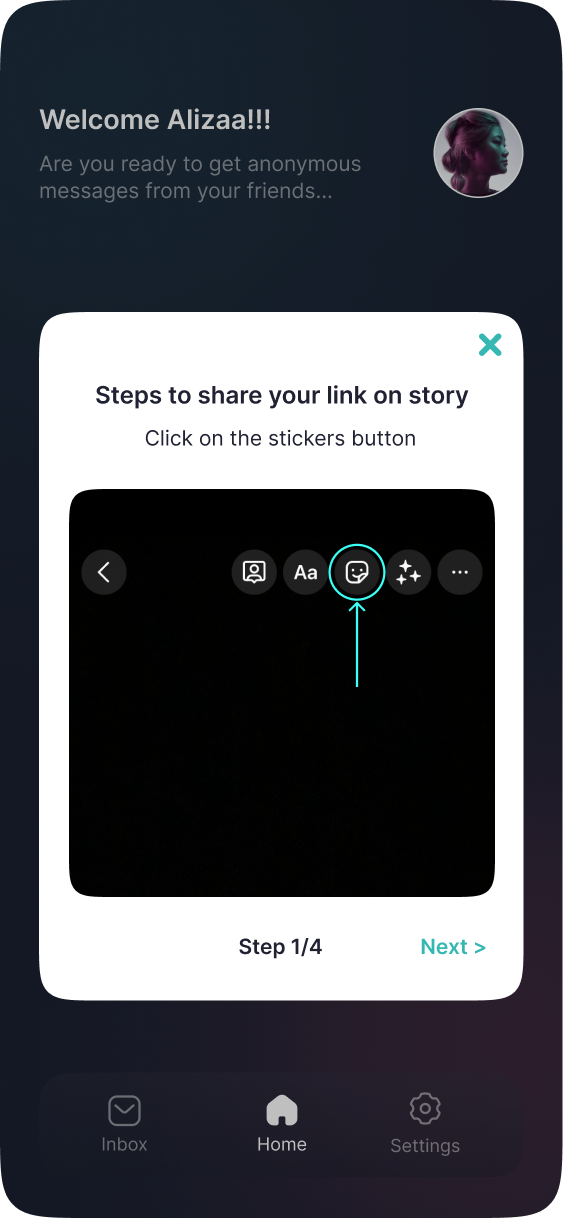 Welcome Alizaa!!!
Are you ready to get anonymous
messages from your friends...
Steps to share your link on story
Click on the stickers button
Aa
Step 1/4
Next >
Inbox
Home
Settings